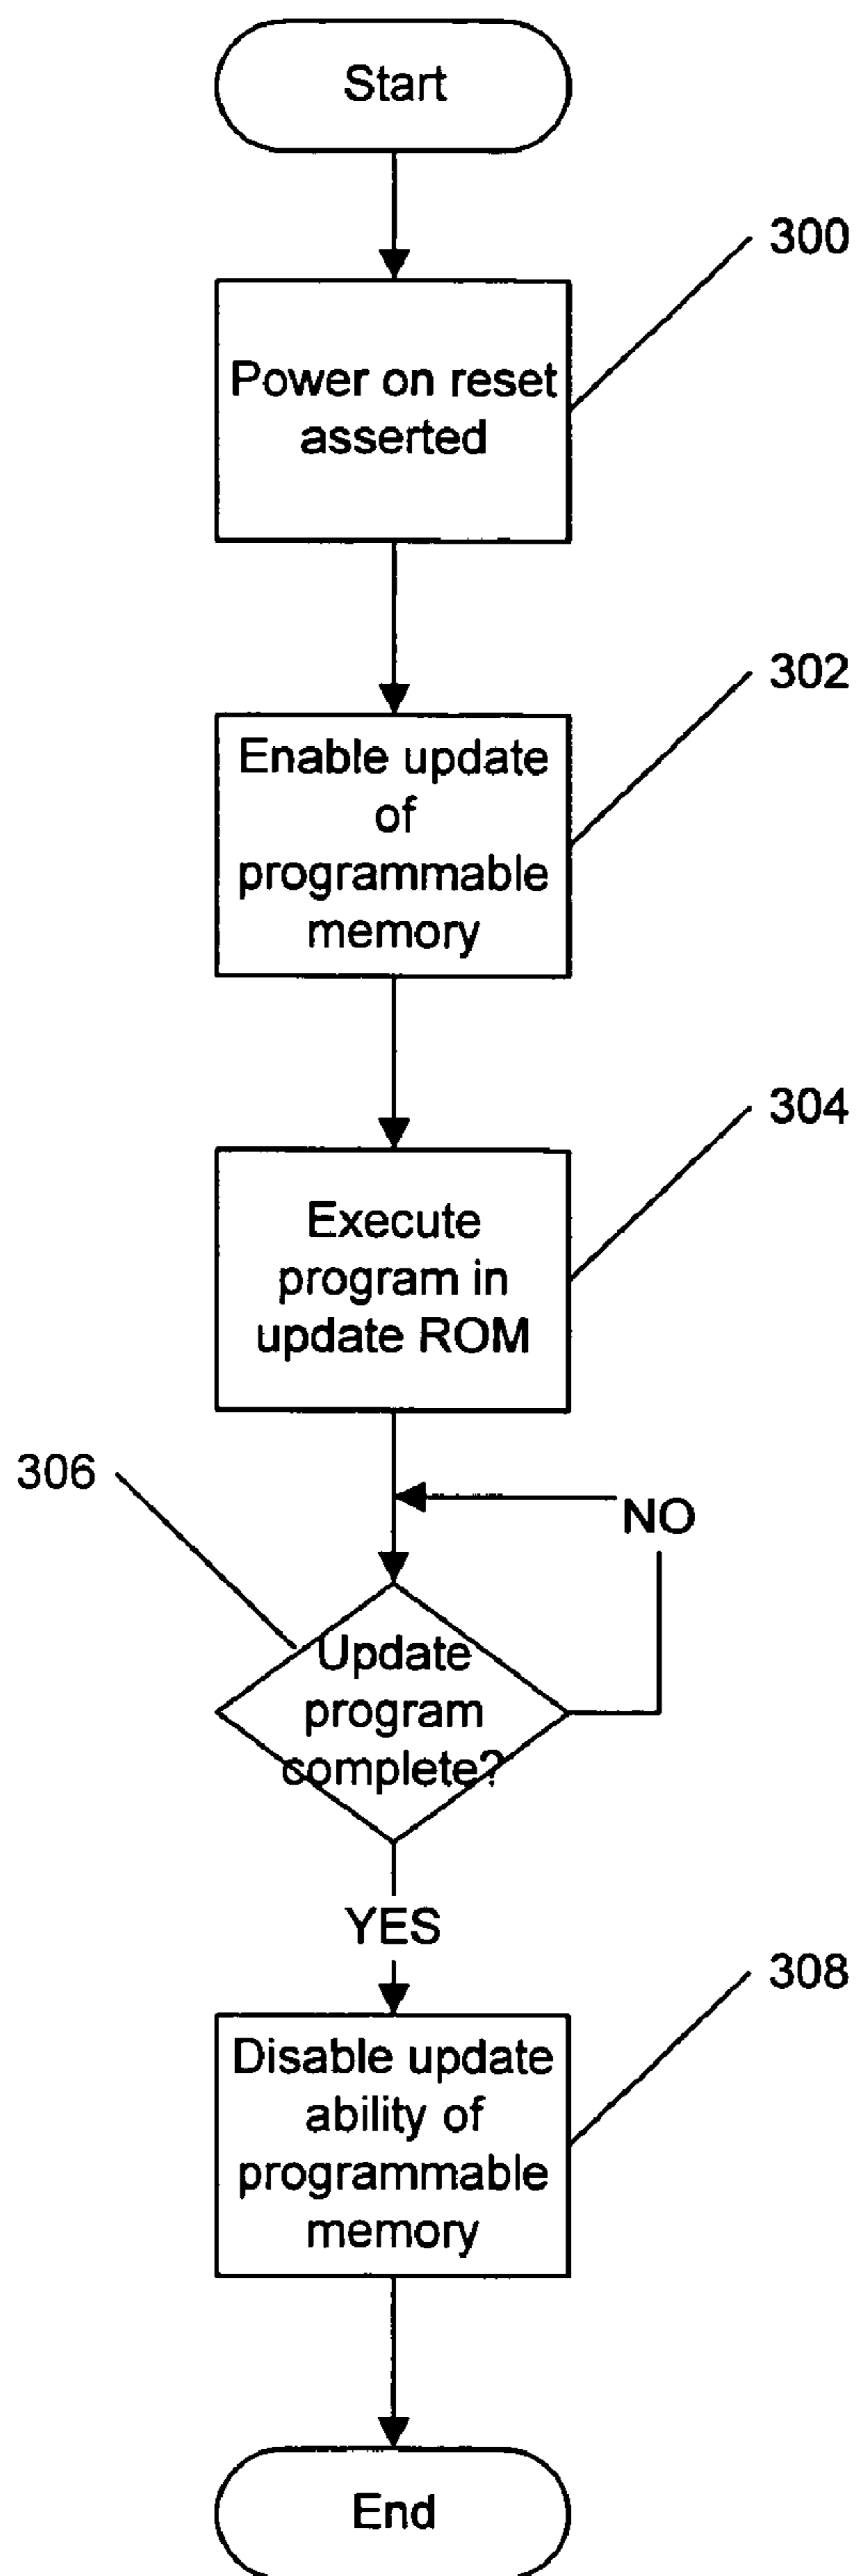 Start
300
Power on reset
asserted
302
Enable update
of
programmable
memory
304
Execute
program in
update ROM
306
NO
Update
program
complete?
YES
308
Disable update
ability of
programmable
memory
End